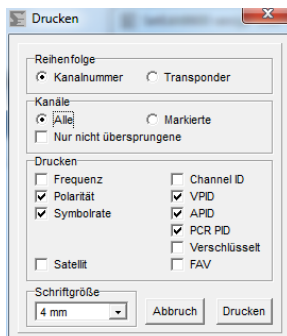 Drucken
Reihenfolge
Kanalnummer Transponder
Kanäle
Alle Markierte
Nur nicht übersprungene
Drucken
Frequenz Channel ID
Polarität VPID
Symbolrate APID
PCR PID
Verschlüsselt
Satellit FAV
Schriftgröße
4 mm Abbruch Drucken